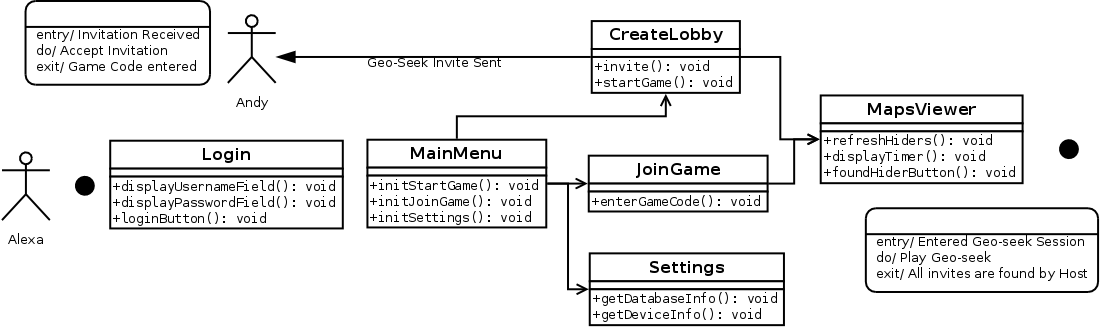 entry/ Invitation Received
do/ Accept Invitation
exit/ Game Code entered
Andy
Geo-Seek Invite Sent
CreateLobby
+invite(): void
+startGame(): void
MapsViewer
+refreshHiders(): void
+displayTimer(): void
+foundHiderButton(): void
Alexa
Login
+displayUsernameField(): void
+displayPasswordField(): void
+loginButton(): void
MainMenu
+initStartGame(): void
+initJoinGame(): void
+initSettings(): void
JoinGame
+enterGameCode(): void
Settings
+getDatabaseInfo(): void
+getDeviceInfo(): void
entry/ Entered Geo-seek Session
do/ Play Geo-seek
exit/ All invites are found by Host